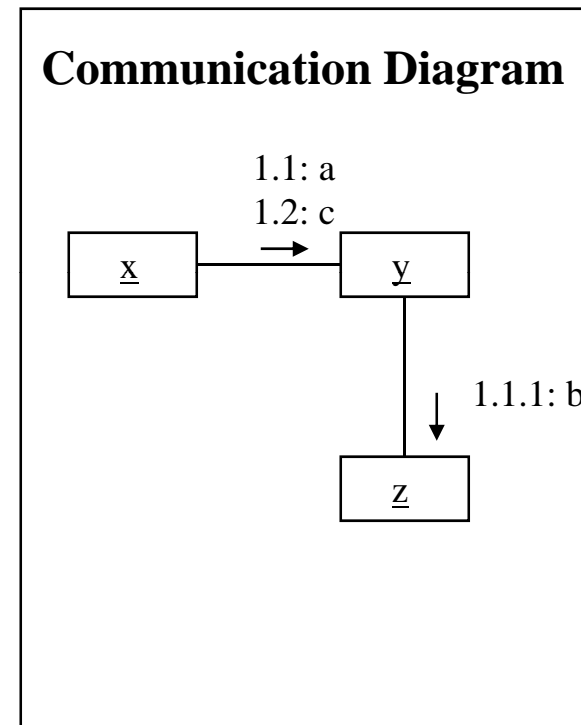 Communication Diagram
1.1: a
1.2: c
x
y
1.1.1: b
z